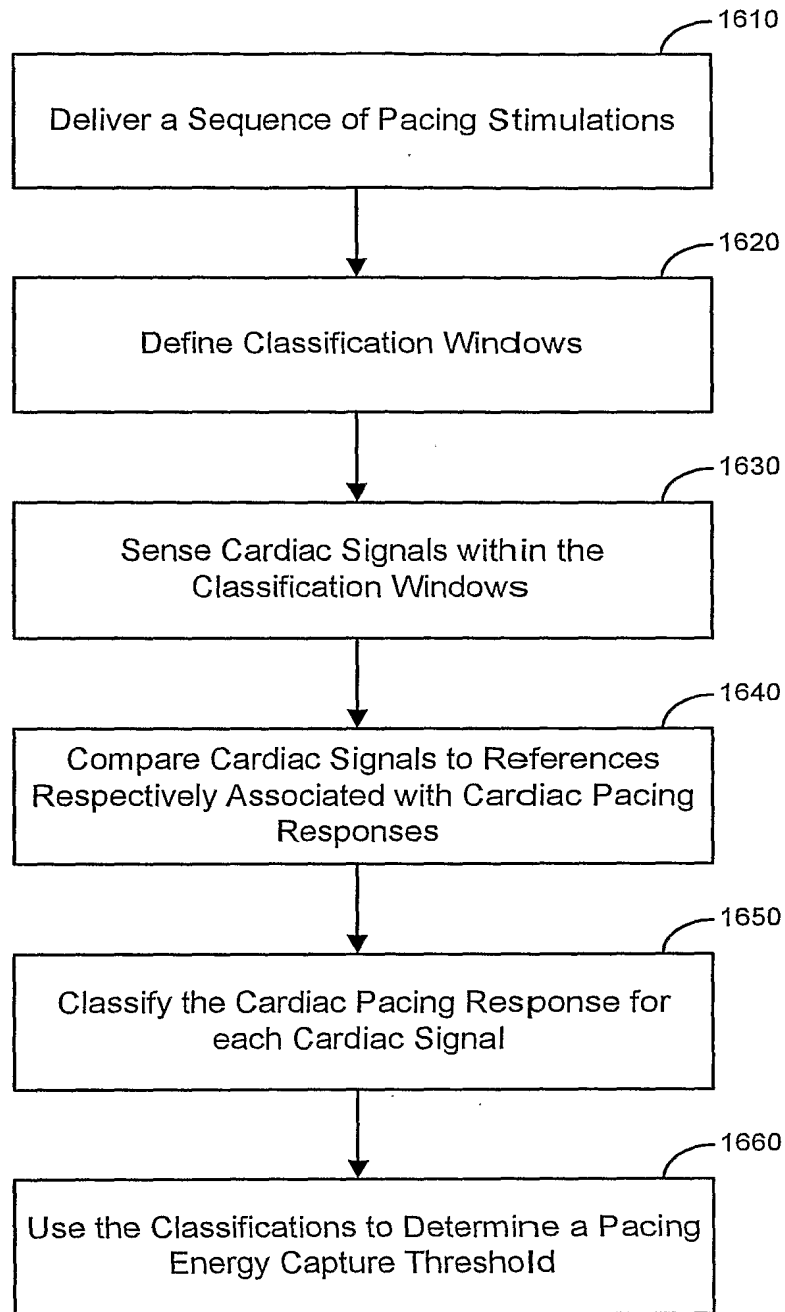 1610
Deliver a Sequence of Pacing Stimulations
1620
Define Classification Windows
1630
Sense Cardiac Signals within the
Classification Windows
1640
Compare Cardiac Signals to References
Respectively Associated with Cardiac Pacing
Responses
1650
Classify the Cardiac Pacing Response for
each Cardiac Signal
1660
Use the Classifications to Determine a Pacing
Energy Capture Threshold